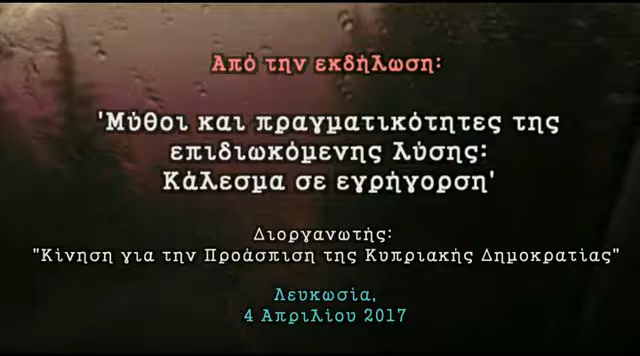 Από την εκδήλωση:
'Μύθοι και πραγματικότητες της
επιδιωκόμενης λύσης:
Κάλεσμα σε εγρήγορση'
Διοργανωτής:
"Κίνηση για την Προάσπιση της Κυπριακής Δημοκρατίας"
Λευκωσία,
4 Απριλίου 2017